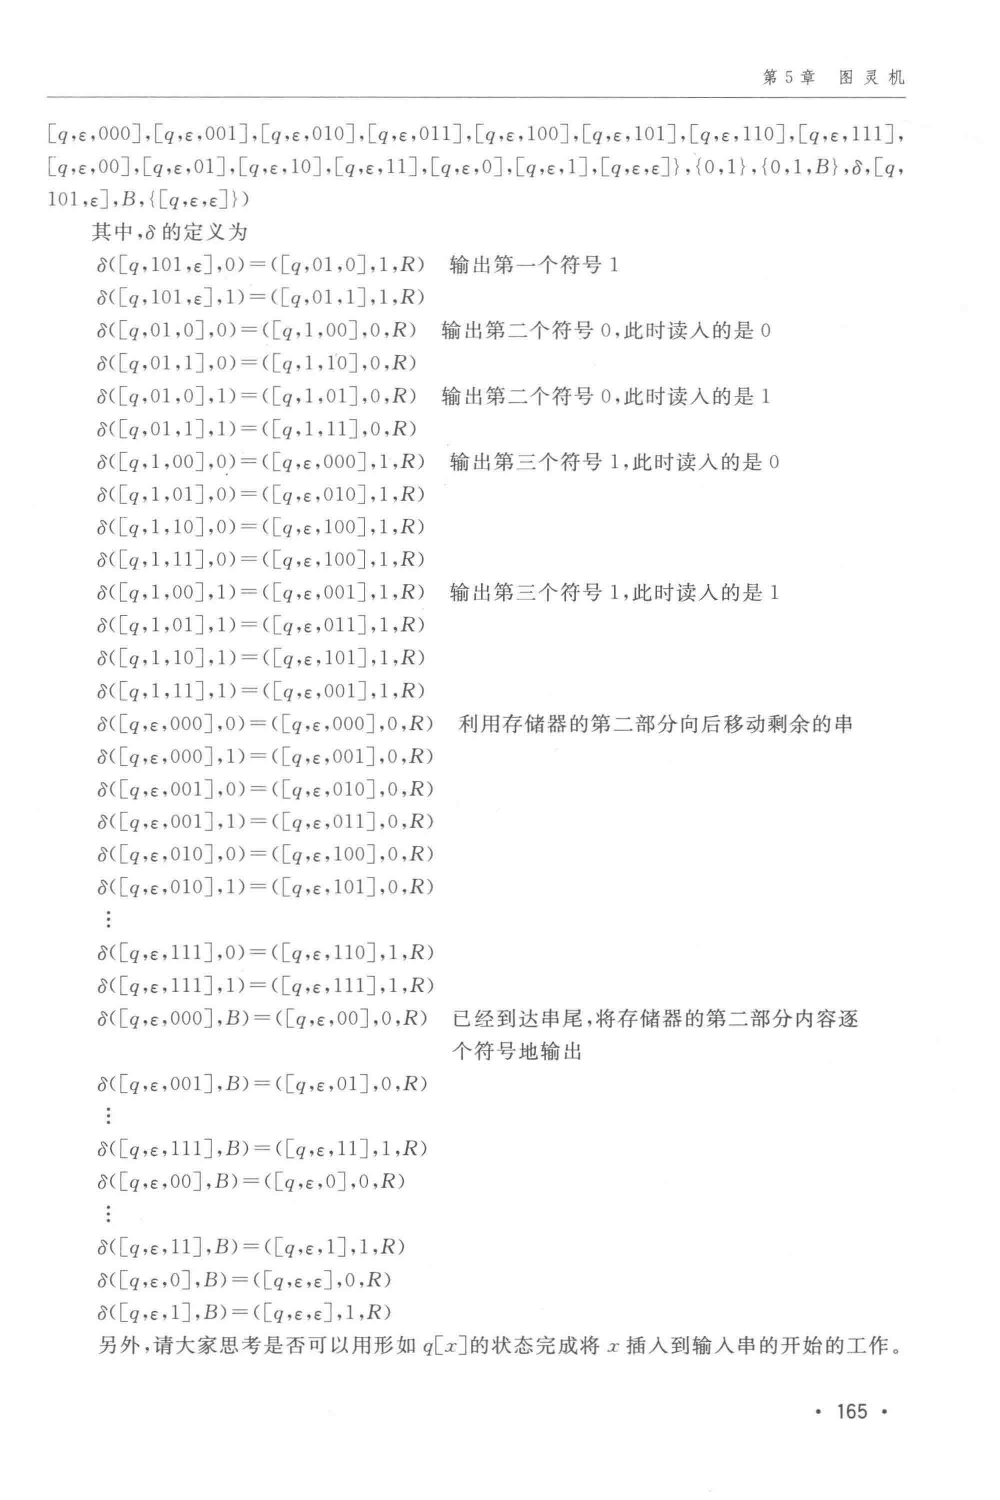 第5章 图灵机
[q,ε,000],[q,ε,001],[q,ε,010],[q,ε,011],[q,ε,100],[q,ε,101],[q,ε,110],[q,ε,111],
[q,ε,00],[q,ε,01],[q,ε,10],[q,ε,11],[q,ε,0],[q,ε,1],[q,ε,ε]},{0,1},{0,1,B},δ,[q,
101,ε],B,{[q,ε,ε]})
其中,δ的定义为
δ([q,101,ε],0)=([q,01,0],1,R) 输出第一个符号1
δ([q,101,ε],1)=([q,01,1],1,R)
δ([q,01,0],0)=([q,1,00],0,R) 输出第二个符号0,此时读入的是0
δ([q,01,1],0)=([q,1,10],0,R)
δ([q,01,0],1)=([q,1,01],0,R) 输出第二个符号0,此时读入的是1
δ([q,01,1],1)=([q,1,11],0,R)
δ([q,1,00],0)=([q,ε,000],1,R) 输出第三个符号1,此时读入的是0
δ([q,1,01],0)=([q,ε,010],1,R)
δ([q,1,10],0)=([q,ε,100],1,R)
δ([q,1,11],0)=([q,ε,100],1,R)
δ([q,1,00],1)=([q,ε,001],1,R) 输出第三个符号1,此时读入的是1
δ([q,1,01],1)=([q,ε,011],1,R)
δ([q,1,10],1)=([q,ε,101],1,R)
δ([q,1,11],1)=([q,ε,001],1,R)
δ([q,ε,000],0)=([q,ε,000],0,R) 利用存储器的第二部分向后移动剩余的串
δ([q,ε,000],1)=([q,ε,001],0,R)
δ([q,ε,001],0)=([q,ε,010],0,R)
δ([q,ε,001],1)=([q,ε,011],0,R)
δ([q,ε,010],0)=([q,ε,100],0,R)
δ([q,ε,010],1)=([q,ε,101],0,R)
⋮
δ([q,ε,111],0)=([q,ε,110],1,R)
δ([q,ε,111],1)=([q,ε,111],1,R)
δ([q,ε,000],B)=([q,ε,00],0,R) 已经到达串尾,将存储器的第二部分内容逐
个符号地输出
δ([q,ε,001],B)=([q,ε,01],0,R)
⋮
δ([q,ε,111],B)=([q,ε,11],1,R)
δ([q,ε,00],B)=([q,ε,0],0,R)
⋮
δ([q,ε,11],B)=([q,ε,1],1,R)
δ([q,ε,0],B)=([q,ε,ε],0,R)
δ([q,ε,1],B)=([q,ε,ε],1,R)
另外,请大家思考是否可以用形如q[x]的状态完成将x插入到输入串的开始的工作。
· 165 ·